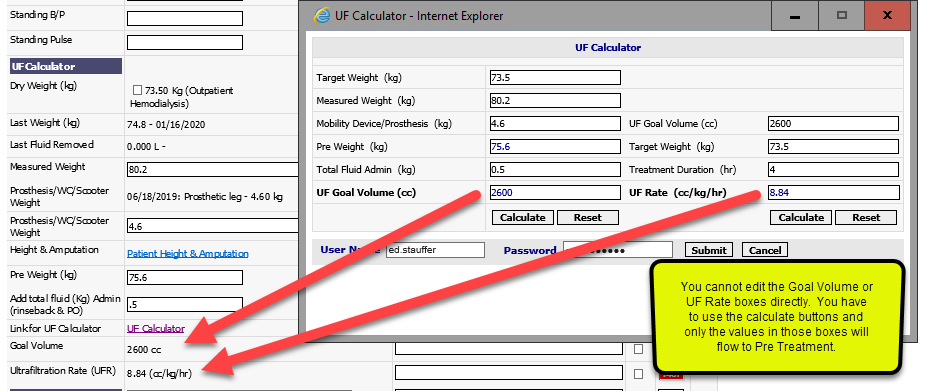 Standing B/P
Standing Pulse
UFCalculator
Dry Weight (kg)
73.50 Kg (Outpatient
Hemodialysis)
Last Weight (kg)
74.8 - 01/16/2020
Last Fluid Removed
0.000 L -
Measured Weight
80.2
Prosthesis/WC/Scooter
Weight
06/18/2019: Prosthetic leg - 4.60 kg
Prosthesis/WC/Scooter
Weight
4.6
Height & Amputation
Patient Height & Amputation
Pre Weight (kg)
75.6
Add total fluid (Kg) Admin
(rinseback & PO)
.5
Link for UF Calculator
UF Calculator
Goal Volume
2600 cc
Ultrafiltration Rate (UFR)
8.84 (cc/kg/hr)
UF Calculator - Internet Explorer
UF Calculator
Target Weight (kg)
73.5
Measured Weight (kg)
80.2
Mobility Device/Prosthesis (kg)
4.6
UF Goal Volume (cc)
2600
Pre Weight (kg)
75.6
Target Weight (kg)
73.5
Total Fluid Admin (kg)
0.5
Treatment Duration (hr)
4
UF Goal Volume (cc)
2600
UF Rate (cc/kg/hr)
8.84
Calculate
Reset
Calculate
Reset
ed.stauffer
Password
Submit
Cancel
You cannot edit the Goal Volume or
UF Rate boxes directly. You have
to use the calculate buttons and
only the values in those boxes will
flow to Pre Treatment.